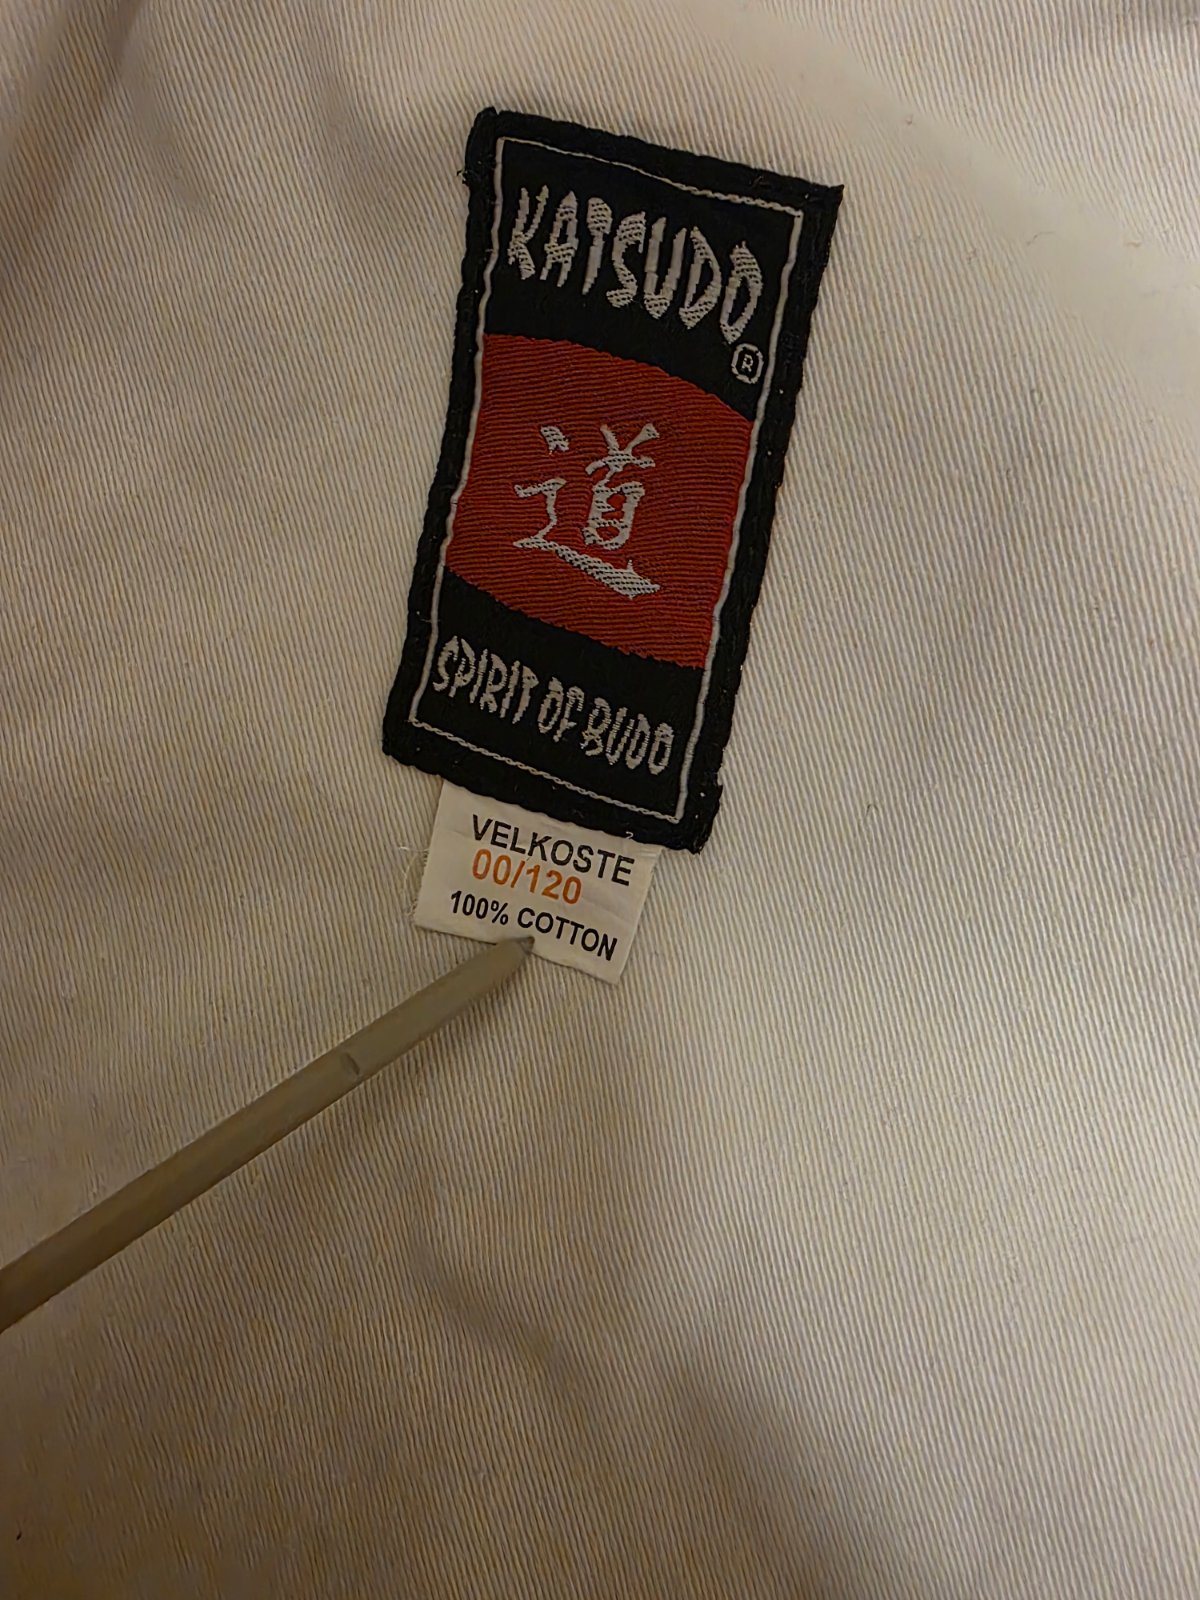 KATSUDO
®
道
SPIRIT OF BUDO
VELKOSTE
00/120
100% COTTON